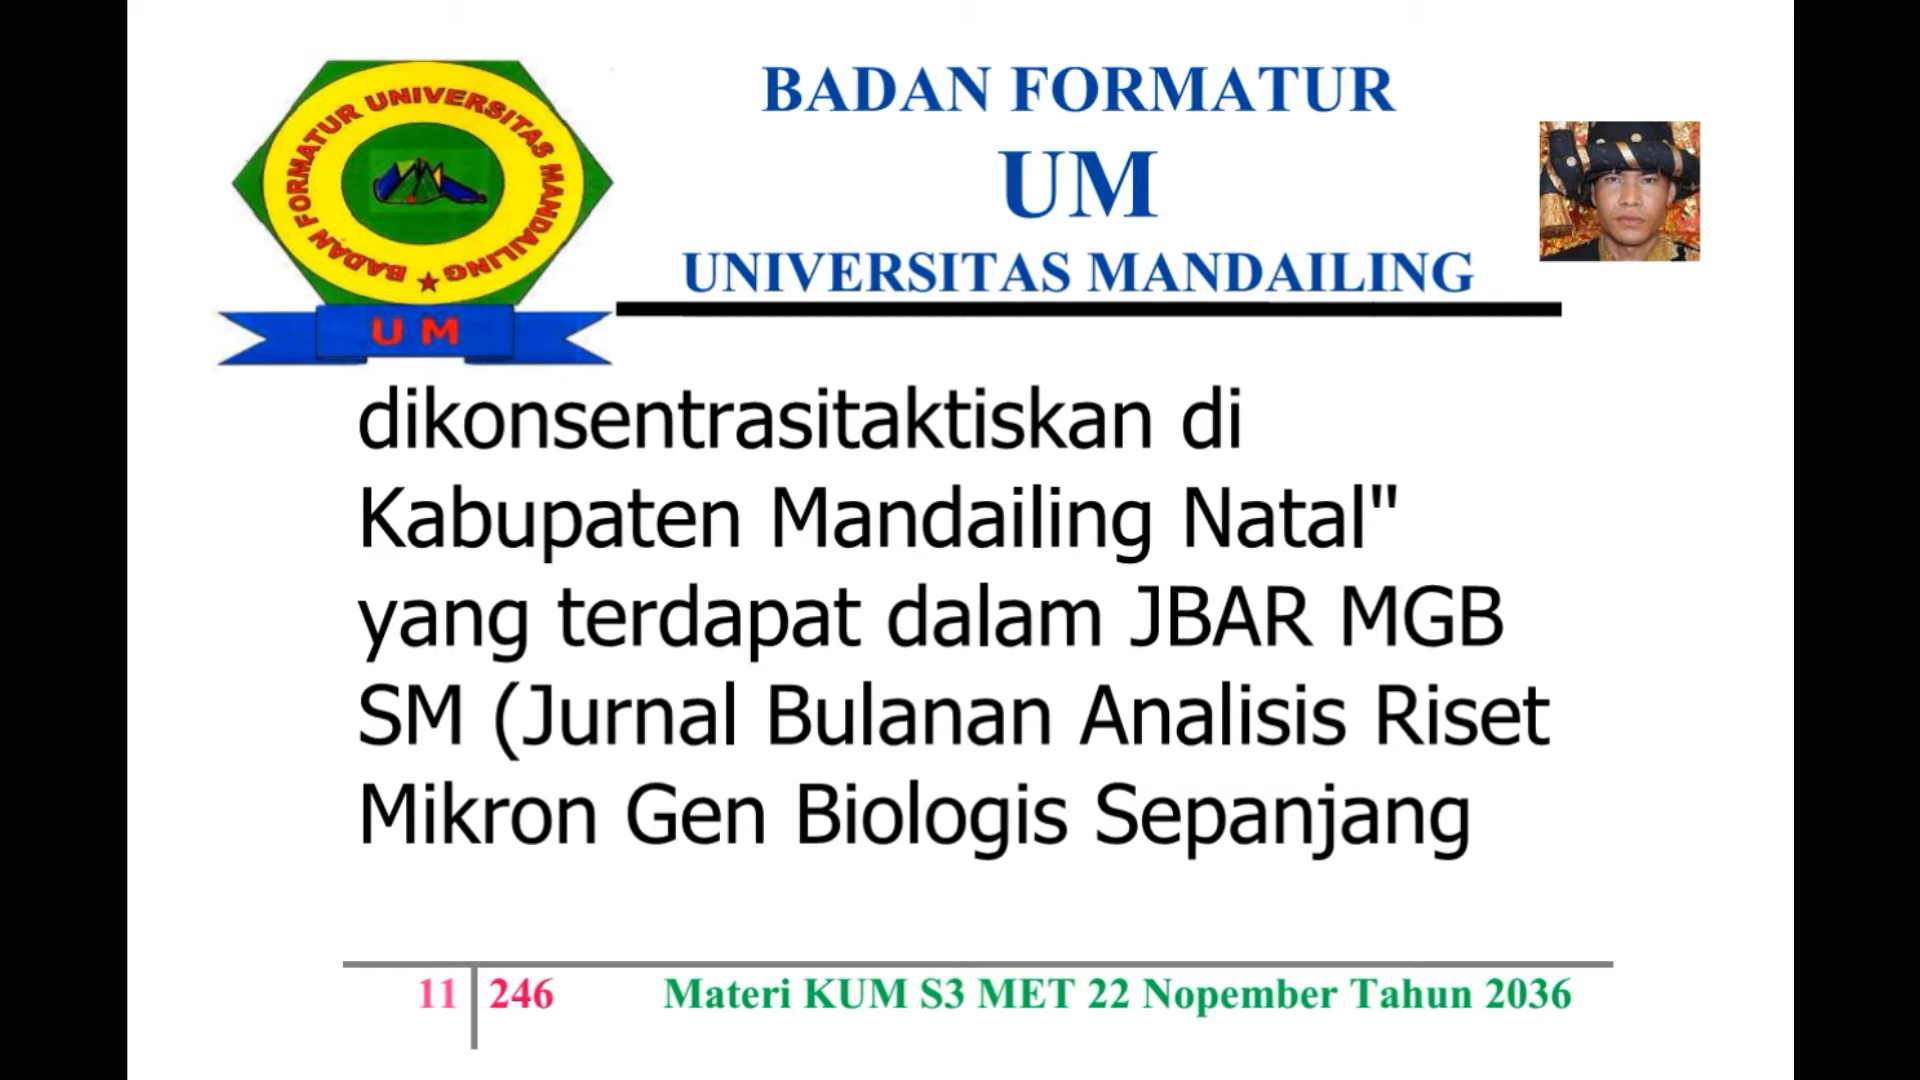 BADAN FORMATUR UNIVERSITAS MANDAILING
U M
BADAN FORMATUR
UM
UNIVERSITAS MANDAILING
dikonsentrasitaktiskan di
Kabupaten Mandailing Natal"
yang terdapat dalam JBAR MGB
SM (Jurnal Bulanan Analisis Riset
Mikron Gen Biologis Sepanjang
11 246 Materi KUM S3 MET 22 Nopember Tahun 2036